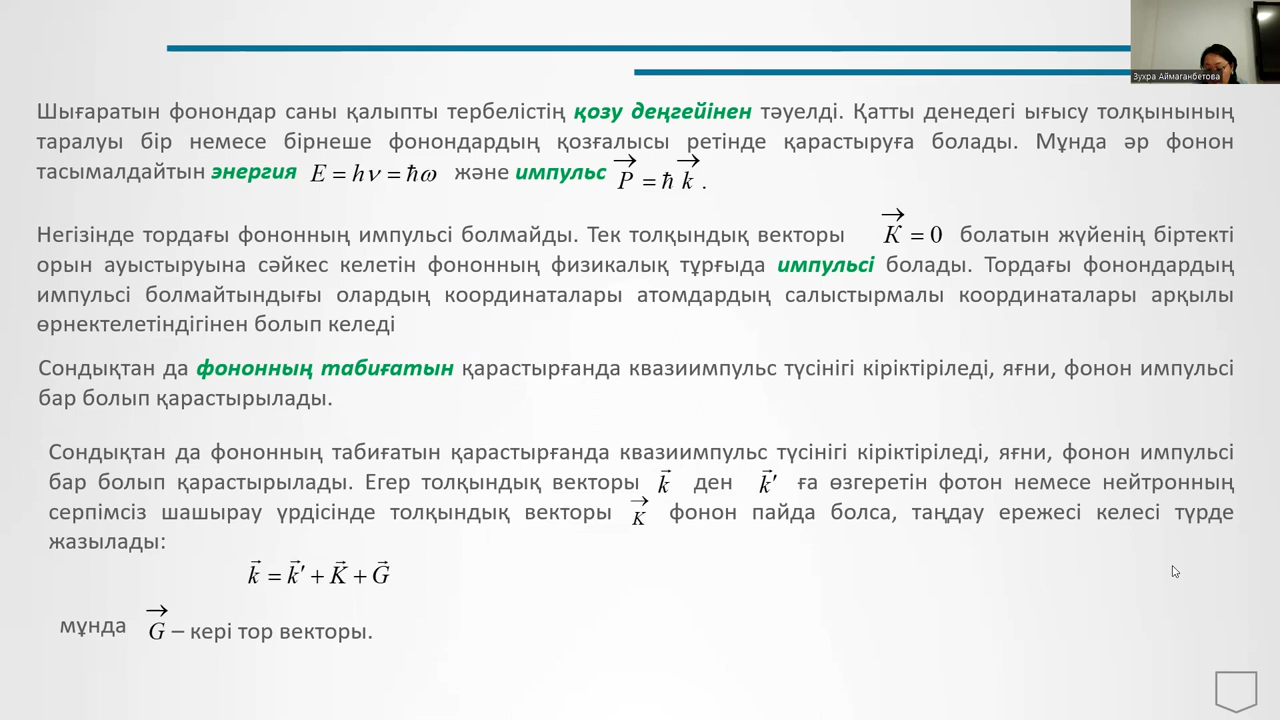 Зухра Аймаганбетова
Шығаратын фонондар саны қалыпты тербелістің қозу деңгейінен тәуелді. Қатты денедегі ығысу толқынының
таралуы бір немесе бірнеше фонондардың қозғалысы ретінде қарастыруға болады. Мұнда әр фонон
тасымалдайтын энергия E = hν = ħω және импульс P⃗ = ħ k⃗ .
Негізінде тордағы фононның импульсі болмайды. Тек толқындық векторы K⃗ = 0 болатын жүйенің біртекті
орын ауыстыруына сәйкес келетін фононның физикалық тұрғыда импульсі болады. Тордағы фонондардың
импульсі болмайтындығы олардың координаталары атомдардың салыстырмалы координаталары арқылы
өрнектелетіндігінен болып келеді
Сондықтан да фононның табиғатын қарастырғанда квазиимпульс түсінігі кіріктіріледі, яғни, фонон импульсі
бар болып қарастырылады.
Сондықтан да фононның табиғатын қарастырғанда квазиимпульс түсінігі кіріктіріледі, яғни, фонон импульсі
бар болып қарастырылады. Егер толқындық векторы k⃗ ден k⃗′ ға өзгеретін фотон немесе нейтронның
серпімсіз шашырау үрдісінде толқындық векторы K⃗ фонон пайда болса, таңдау ережесі келесі түрде
жазылады:
k⃗ = k⃗′ + K⃗ + G⃗
мұнда G⃗ – кері тор векторы.